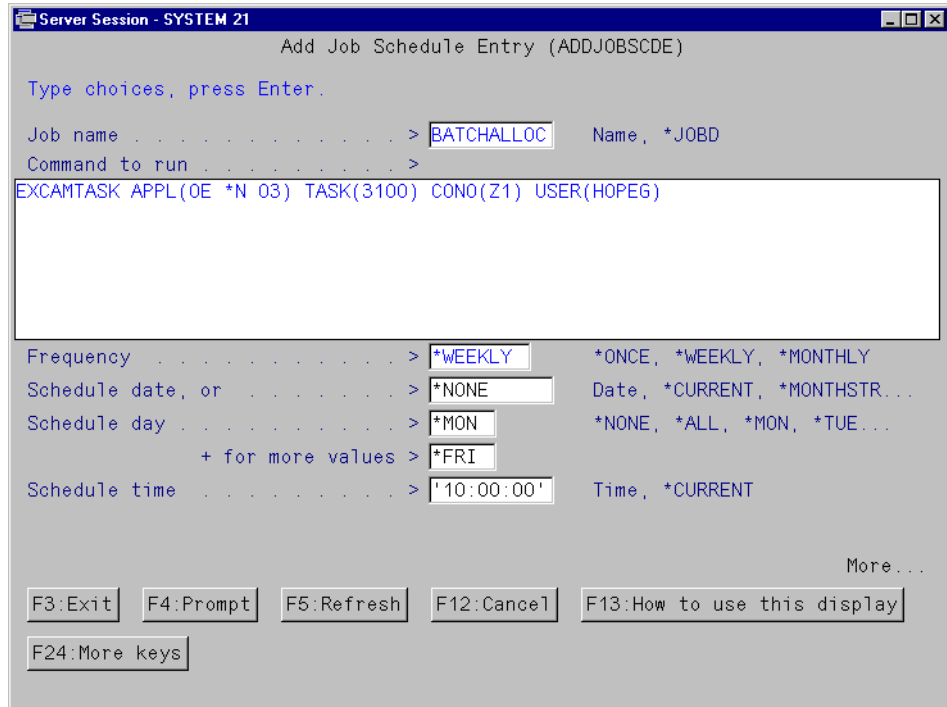 Server Session - SYSTEM 21
Add Job Schedule Entry (ADDJOBSCDE)
Type choices, press Enter.
Job name . . . . . . . . . . . . . > BATCHALLOC Name, *JOBD
Command to run . . . . . . . . . . >
EXCAMTASK APPL(OE *N O3) TASK(3100) CONO(Z1) USER(HOPEG)
Frequency . . . . . . . . . . . > *WEEKLY *ONCE, *WEEKLY, *MONTHLY
Schedule date, or . . . . . . . > *NONE Date, *CURRENT, *MONTHSTR...
Schedule day . . . . . . . . . . > *MON *NONE, *ALL, *MON, *TUE...
+ for more values > *FRI
Schedule time . . . . . . . . . > '10:00:00' Time, *CURRENT
More...
F3:Exit F4:Prompt F5:Refresh F12:Cancel F13:How to use this display
F24:More keys